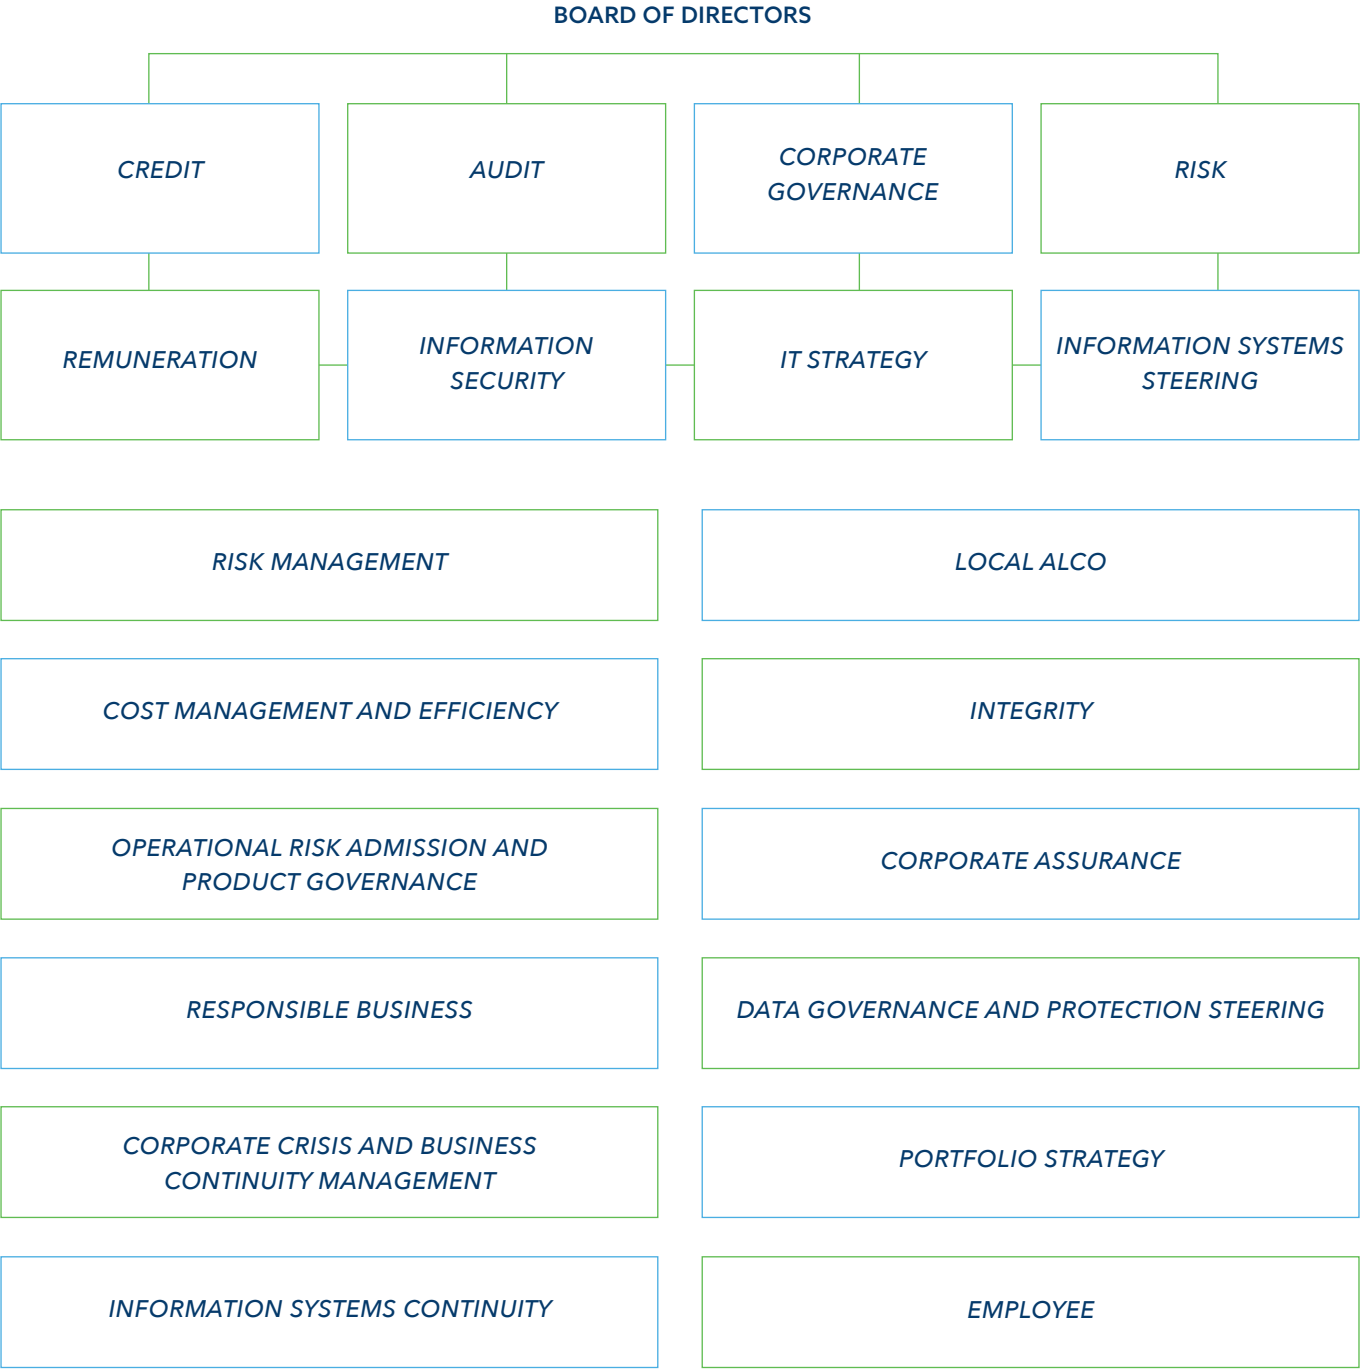 BOARD OF DIRECTORS
CREDIT
AUDIT
CORPORATE
GOVERNANCE
RISK
REMUNERATION
INFORMATION
SECURITY
IT STRATEGY
INFORMATION SYSTEMS
STEERING
RISK MANAGEMENT
LOCAL ALCO
COST MANAGEMENT AND EFFICIENCY
INTEGRITY
OPERATIONAL RISK ADMISSION AND
PRODUCT GOVERNANCE
CORPORATE ASSURANCE
RESPONSIBLE BUSINESS
DATA GOVERNANCE AND PROTECTION STEERING
CORPORATE CRISIS AND BUSINESS
CONTINUITY MANAGEMENT
PORTFOLIO STRATEGY
INFORMATION SYSTEMS CONTINUITY
EMPLOYEE